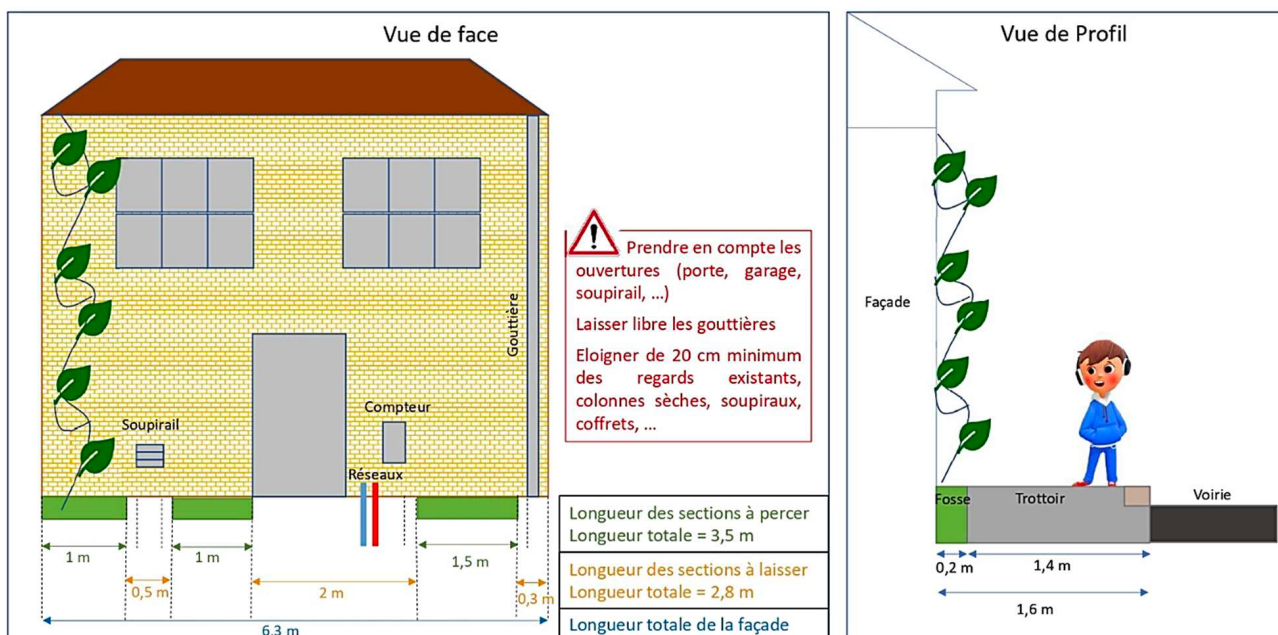 Vue de face
Gouttière
Soupirail
Compteur
Réseaux
1 m
1 m
1,5 m
0,5 m
2 m
0,3 m
6,3 m
Prendre en compte les
ouvertures (porte, garage,
soupirail, ...)
Laisser libre les gouttières
Eloigner de 20 cm minimum
des regards existants,
colonnes sèches, soupiraux,
coffrets, ...
Longueur des sections à percer
Longueur totale = 3,5 m
Longueur des sections à laisser
Longueur totale = 2,8 m
Longueur totale de la façade
Vue de Profil
Façade
Fosse
Trottoir
Voirie
0,2 m
1,4 m
1,6 m